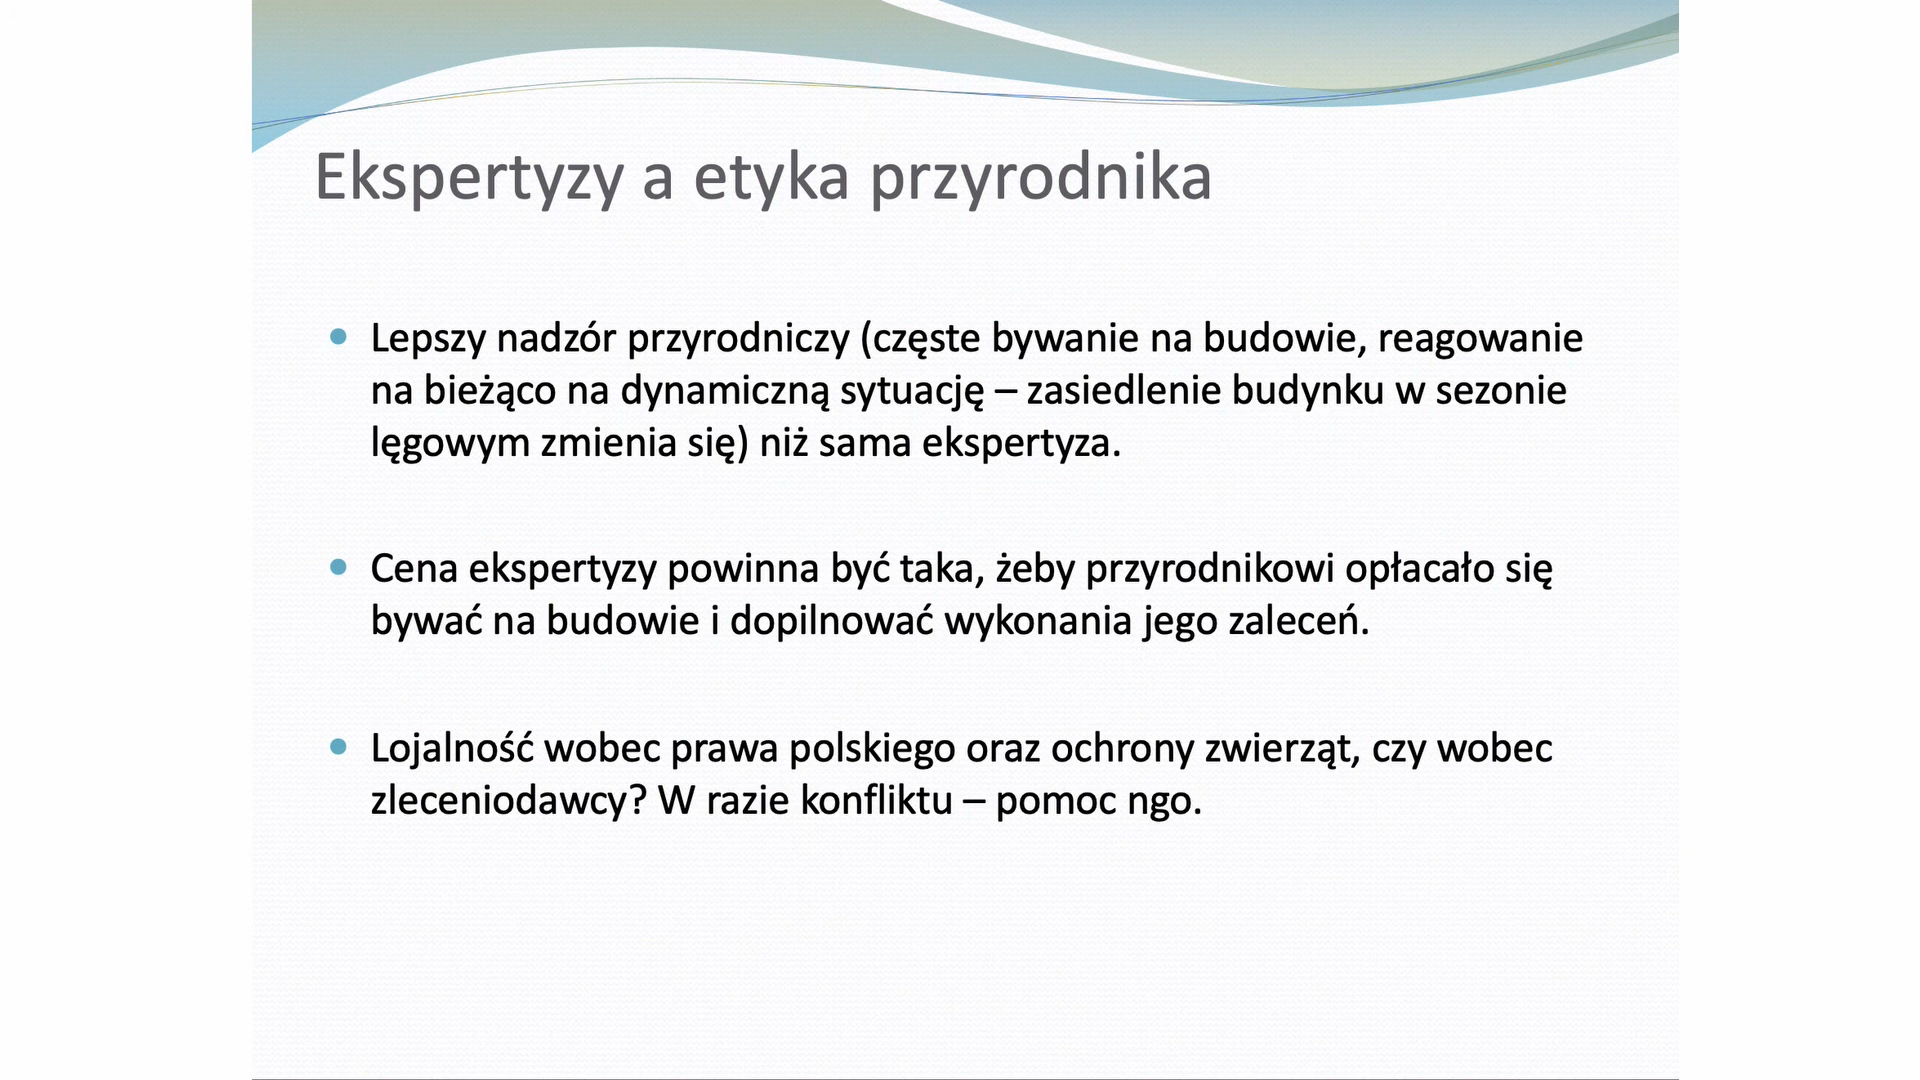 Ekspertyzy a etyka przyrodnika
• Lepszy nadzór przyrodniczy (częste bywanie na budowie, reagowanie
na bieżąco na dynamiczną sytuację – zasiedlenie budynku w sezonie
lęgowym zmienia się) niż sama ekspertyza.
• Cena ekspertyzy powinna być taka, żeby przyrodnikowi opłacało się
bywać na budowie i dopilnować wykonania jego zaleceń.
• Lojalność wobec prawa polskiego oraz ochrony zwierząt, czy wobec
zleceniodawcy? W razie konfliktu – pomoc ngo.